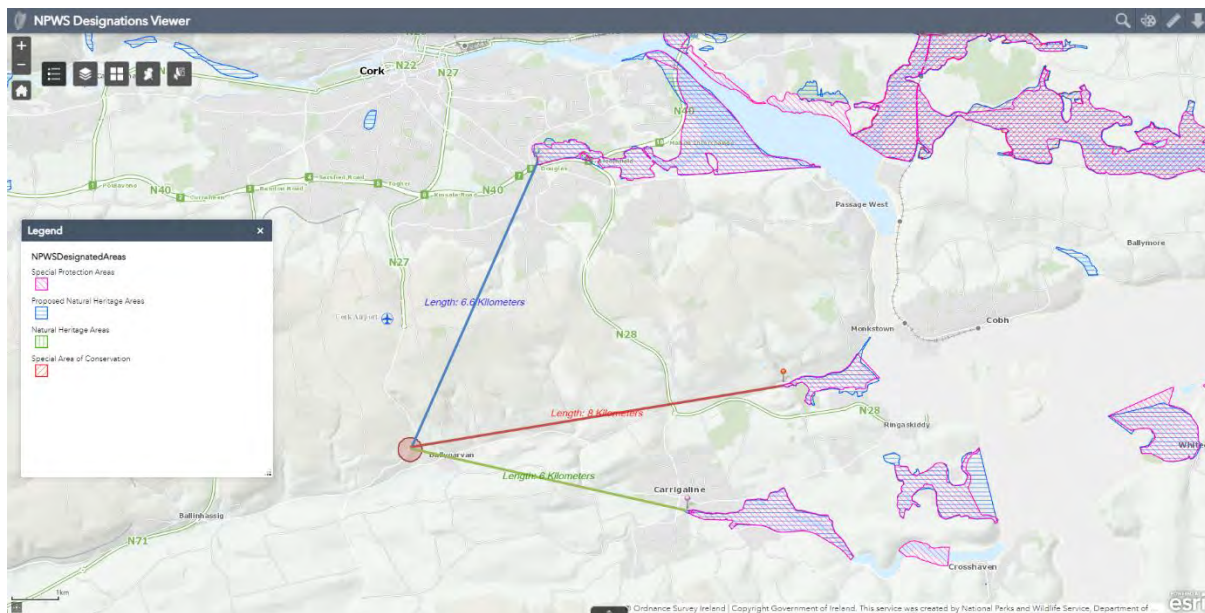 NPWS Designations Viewer
+
−
Cork
N22
N27
N40
N40
N40
N27
Passage West
Ballymore
Legend ×
NPWSDesignatedAreas
Special Protection Areas
Proposed Natural Heritage Areas
Natural Heritage Areas
Special Area of Conservation
Length: 6.6 Kilometers
Cork Airport
N28
Monkstown
Cobh
Length: 8 Kilometers
N28
Ringaskiddy
Length: 6 Kilometers
Carrigaline
Ballinhassig
N71
Crosshaven
1km
Ordnance Survey Ireland | Copyright Government of Ireland. This service was created by National Parks and Wildlife Service, Department of
esri